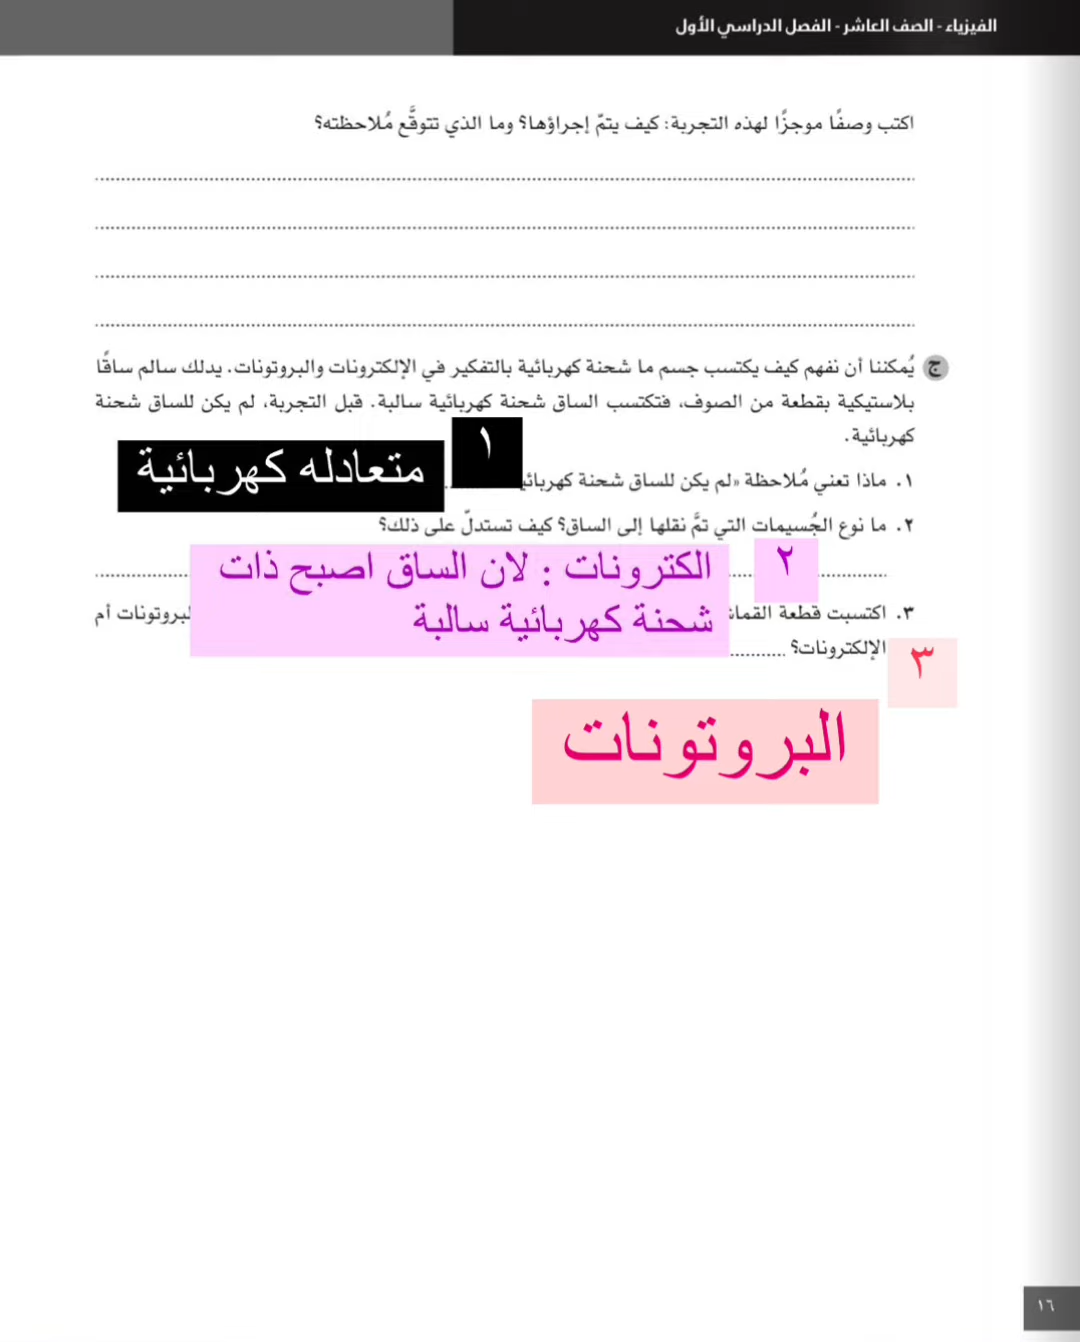 الفيزياء - الصف العاشر - الفصل الدراسي الأول
اكتب وصفًا موجزًا لهذه التجربة: كيف يتمّ إجراؤها؟ وما الذي تتوقَّع مُلاحظته؟
ج يُمكننا أن نفهم كيف يكتسب جسم ما شحنة كهربائية بالتفكير في الإلكترونات والبروتونات. يدلك سالم ساقًا
بلاستيكية بقطعة من الصوف، فتكتسب الساق شحنة كهربائية سالبة. قبل التجربة، لم يكن للساق شحنة
كهربائية.
١
متعادله كهربائية
١. ماذا تعني مُلاحظة «لم يكن للساق شحنة
٢. ما نوع الجُسيمات التي تمَّ نقلها إلى الساق؟ كيف تستدلّ على ذلك؟
٢
الكترونات : لان الساق اصبح ذات
شحنة كهربائية سالبة
٣. اكتسبت قطعة أم
الإلكترونات؟
٣
البروتونات
١٦